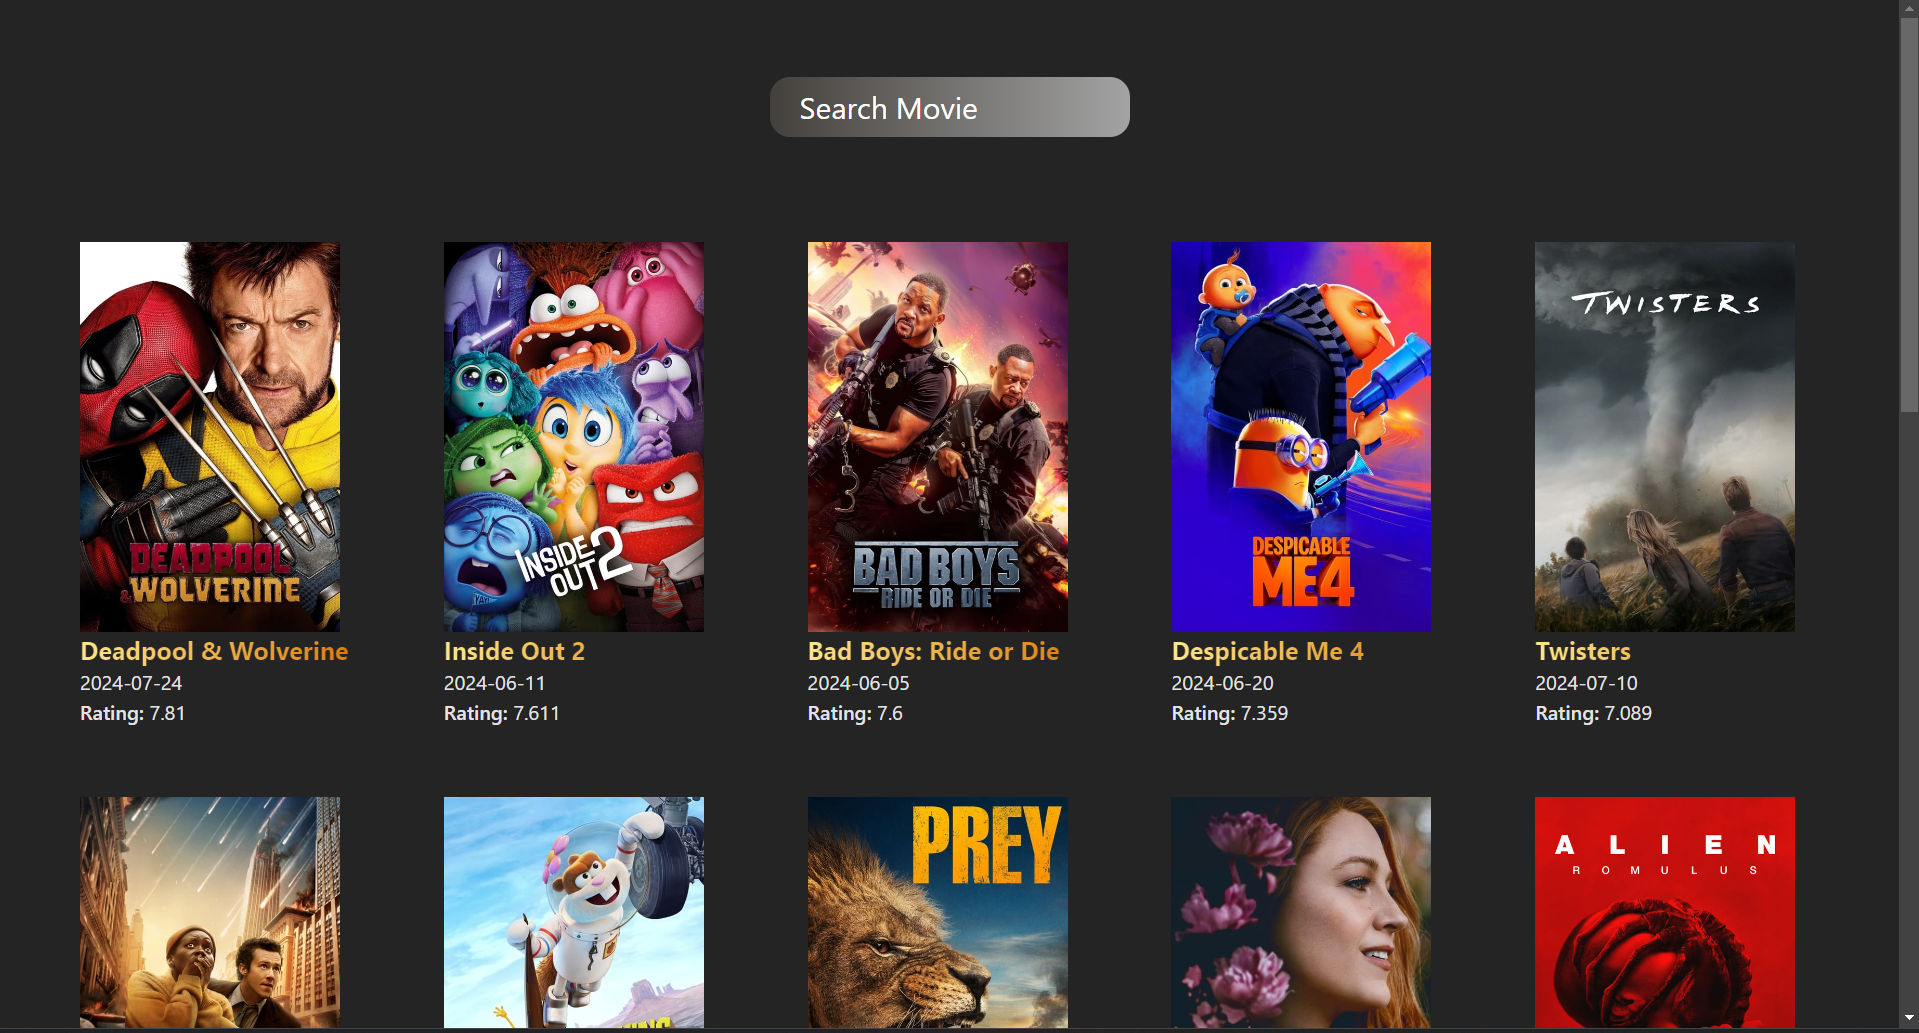 Search Movie
DEADPOOL
& WOLVERINE
INSIDE
OUT 2
BAD BOYS
RIDE OR DIE
DESPICABLE
ME 4
TWISTERS
Deadpool & Wolverine
Inside Out 2
Bad Boys: Ride or Die
Despicable Me 4
Twisters
2024-07-24
2024-06-11
2024-06-05
2024-06-20
2024-07-10
Rating: 7.81
Rating: 7.611
Rating: 7.6
Rating: 7.359
Rating: 7.089
PREY
ALIEN
ROMULUS